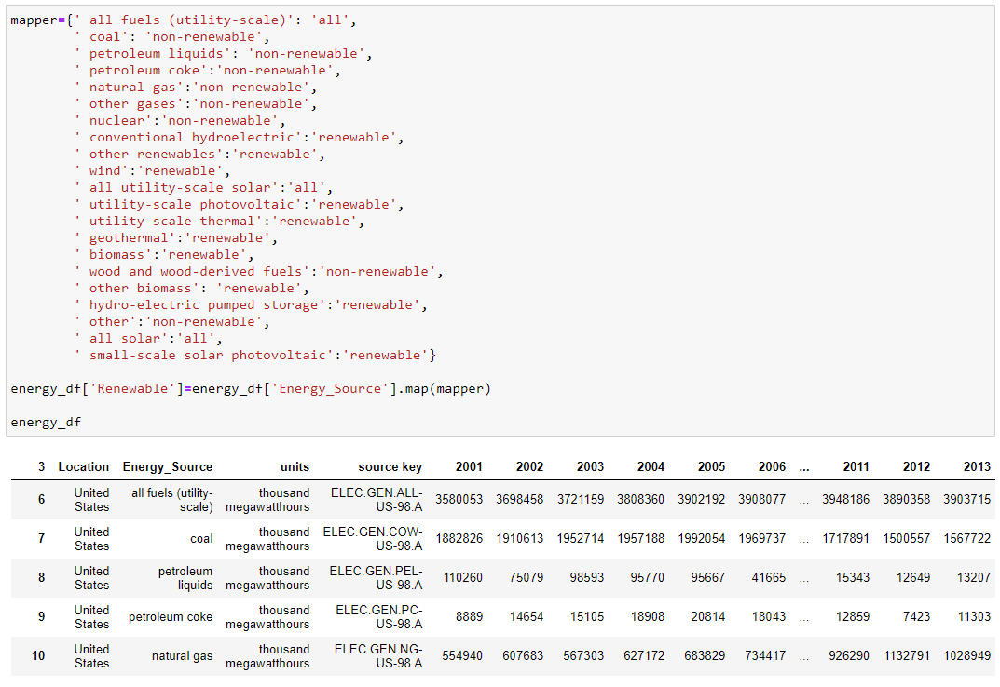 mapper={' all fuels (utility-scale)': 'all',
' coal': 'non-renewable',
' petroleum liquids': 'non-renewable',
' petroleum coke':'non-renewable',
' natural gas':'non-renewable',
' other gases':'non-renewable',
' nuclear':'non-renewable',
' conventional hydroelectric':'renewable',
' other renewables':'renewable',
' wind':'renewable',
' all utility-scale solar':'all',
' utility-scale photovoltaic':'renewable',
' utility-scale thermal':'renewable',
' geothermal':'renewable',
' biomass':'renewable',
' wood and wood-derived fuels':'non-renewable',
' other biomass': 'renewable',
' hydro-electric pumped storage':'renewable',
' other':'non-renewable',
' all solar':'all',
' small-scale solar photovoltaic':'renewable'}
energy_df['Renewable']=energy_df['Energy_Source'].map(mapper)
energy_df
3 Location Energy_Source units source key 2001 2002 2003 2004 2005 2006 ... 2011 2012 2013
6 United States all fuels (utility-scale) thousand megawatthours ELEC.GEN.ALL-US-98.A 3580053 3698458 3721159 3808360 3902192 3908077 ... 3948186 3890358 3903715
7 United States coal thousand megawatthours ELEC.GEN.COW-US-98.A 1882826 1910613 1952714 1957188 1992054 1969737 ... 1717891 1500557 1567722
8 United States petroleum liquids thousand megawatthours ELEC.GEN.PEL-US-98.A 110260 75079 98593 95770 95667 41665 ... 15343 12649 13207
9 United States petroleum coke thousand megawatthours ELEC.GEN.PC-US-98.A 8889 14654 15105 18908 20814 18043 ... 12859 7423 11303
10 United States natural gas thousand megawatthours ELEC.GEN.NG-US-98.A 554940 607683 567303 627172 683829 734417 ... 926290 1132791 1028949